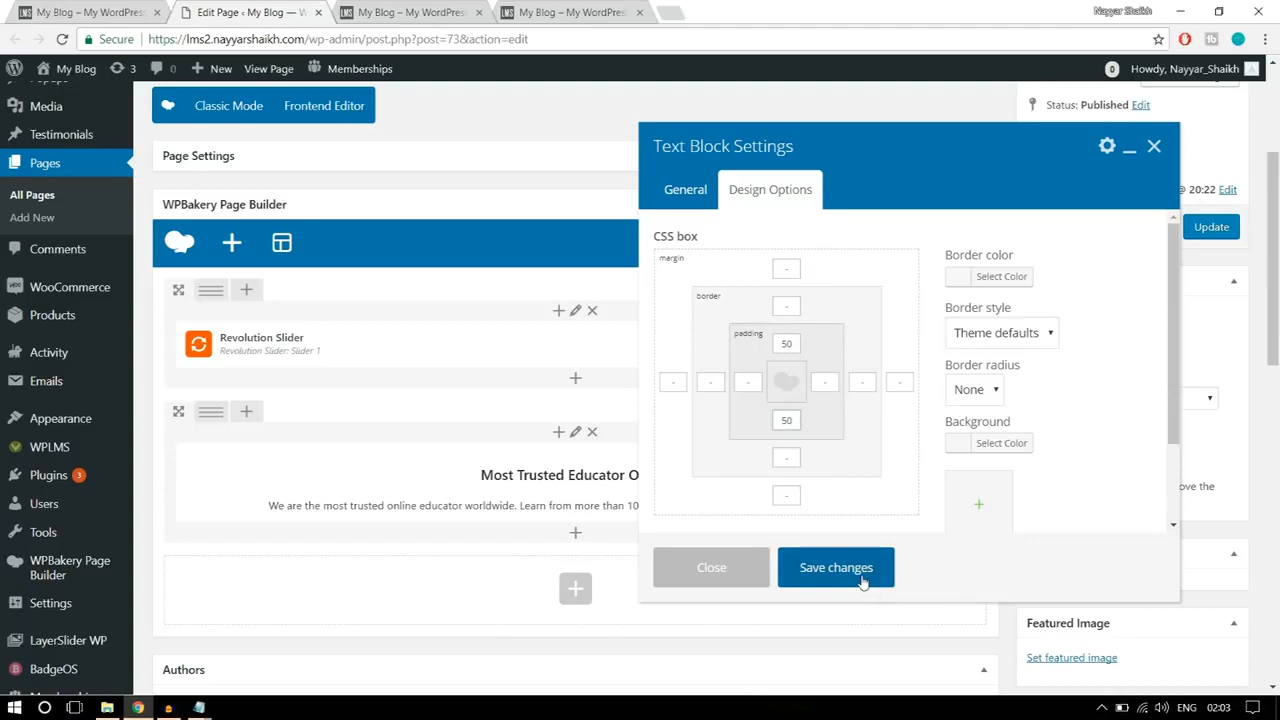 My Blog – My WordPress
Edit Page ‹ My Blog —
My Blog – My WordPress
My Blog – My WordPress
Nayyar Shaikh
Secure
https://lms2.nayyarshaikh.com/wp-admin/post.php?post=73&action=edit
My Blog
3
New
View Page
Memberships
0
Howdy, Nayyar_Shaikh
Media
Testimonials
Pages
All Pages
Add New
Comments
WooCommerce
Products
Activity
Emails
Appearance
WPLMS
Plugins 3
Users
Tools
WPBakery Page
Builder
Settings
LayerSlider WP
BadgeOS
Classic Mode
Frontend Editor
Page Settings
WPBakery Page Builder
Revolution Slider
Revolution Slider: Slider 1
Most Trusted Educator O
We are the most trusted online educator worldwide. Learn from more than 10
Authors
Text Block Settings
General
Design Options
CSS box
margin
-
border
-
padding
50
- - - - - -
50
-
-
Border color
Select Color
Border style
Theme defaults
Border radius
None
Background
Select Color
+
Close
Save changes
Status: Published Edit
@ 20:22 Edit
Update
ove the
Featured Image
Set featured image
ENG
02:03